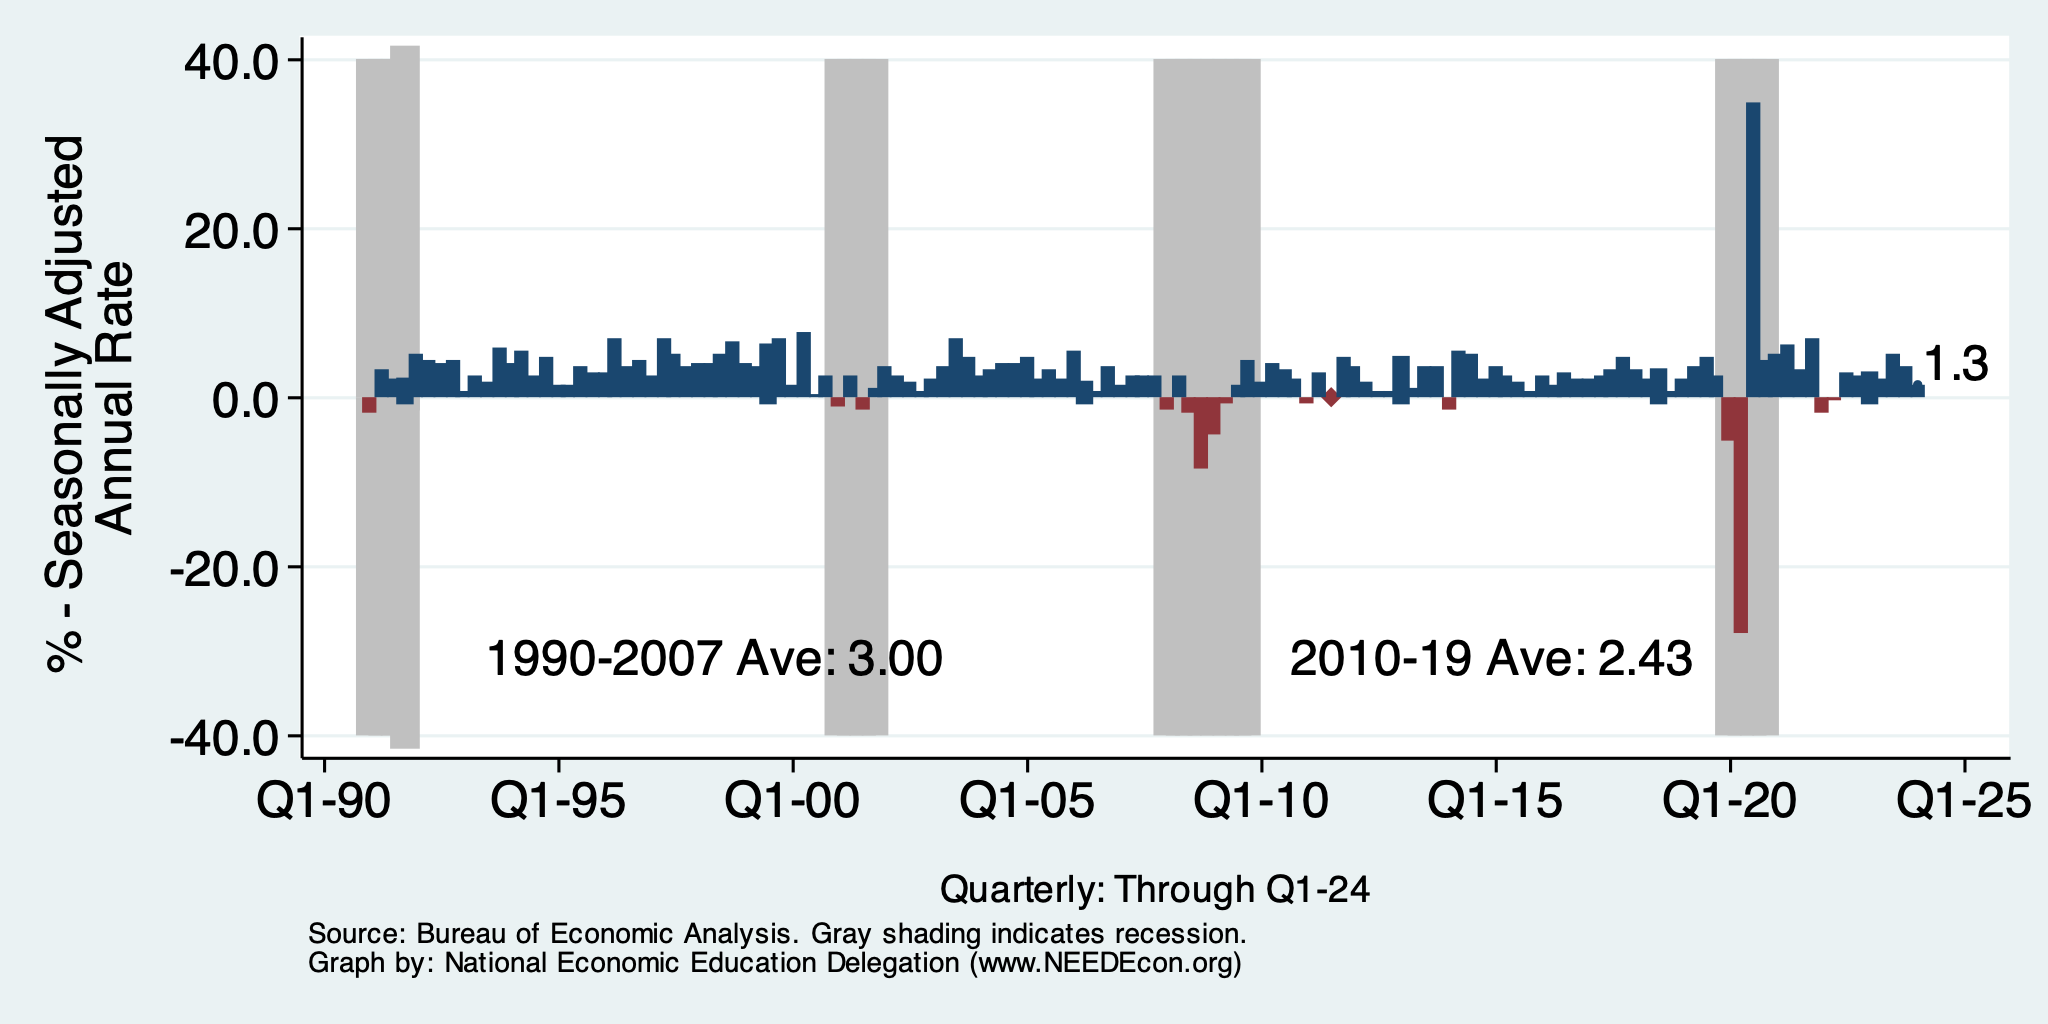 % - Seasonally Adjusted
Annual Rate
40.0
20.0
0.0
-20.0
-40.0
1.3
1990-2007 Ave: 3.00
2010-19 Ave: 2.43
Q1-90
Q1-95
Q1-00
Q1-05
Q1-10
Q1-15
Q1-20
Q1-25
Quarterly: Through Q1-24
Source: Bureau of Economic Analysis. Gray shading indicates recession.
Graph by: National Economic Education Delegation (www.NEEDEcon.org)